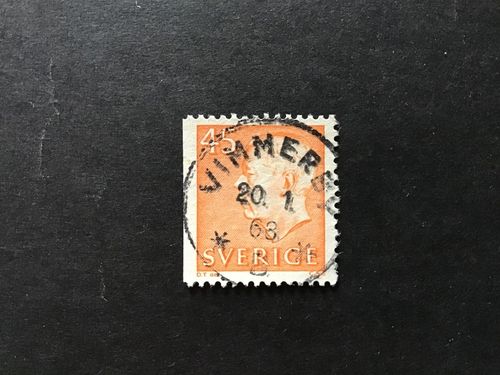 45
VIMMERBY
20. 1.
68
SVERIGE